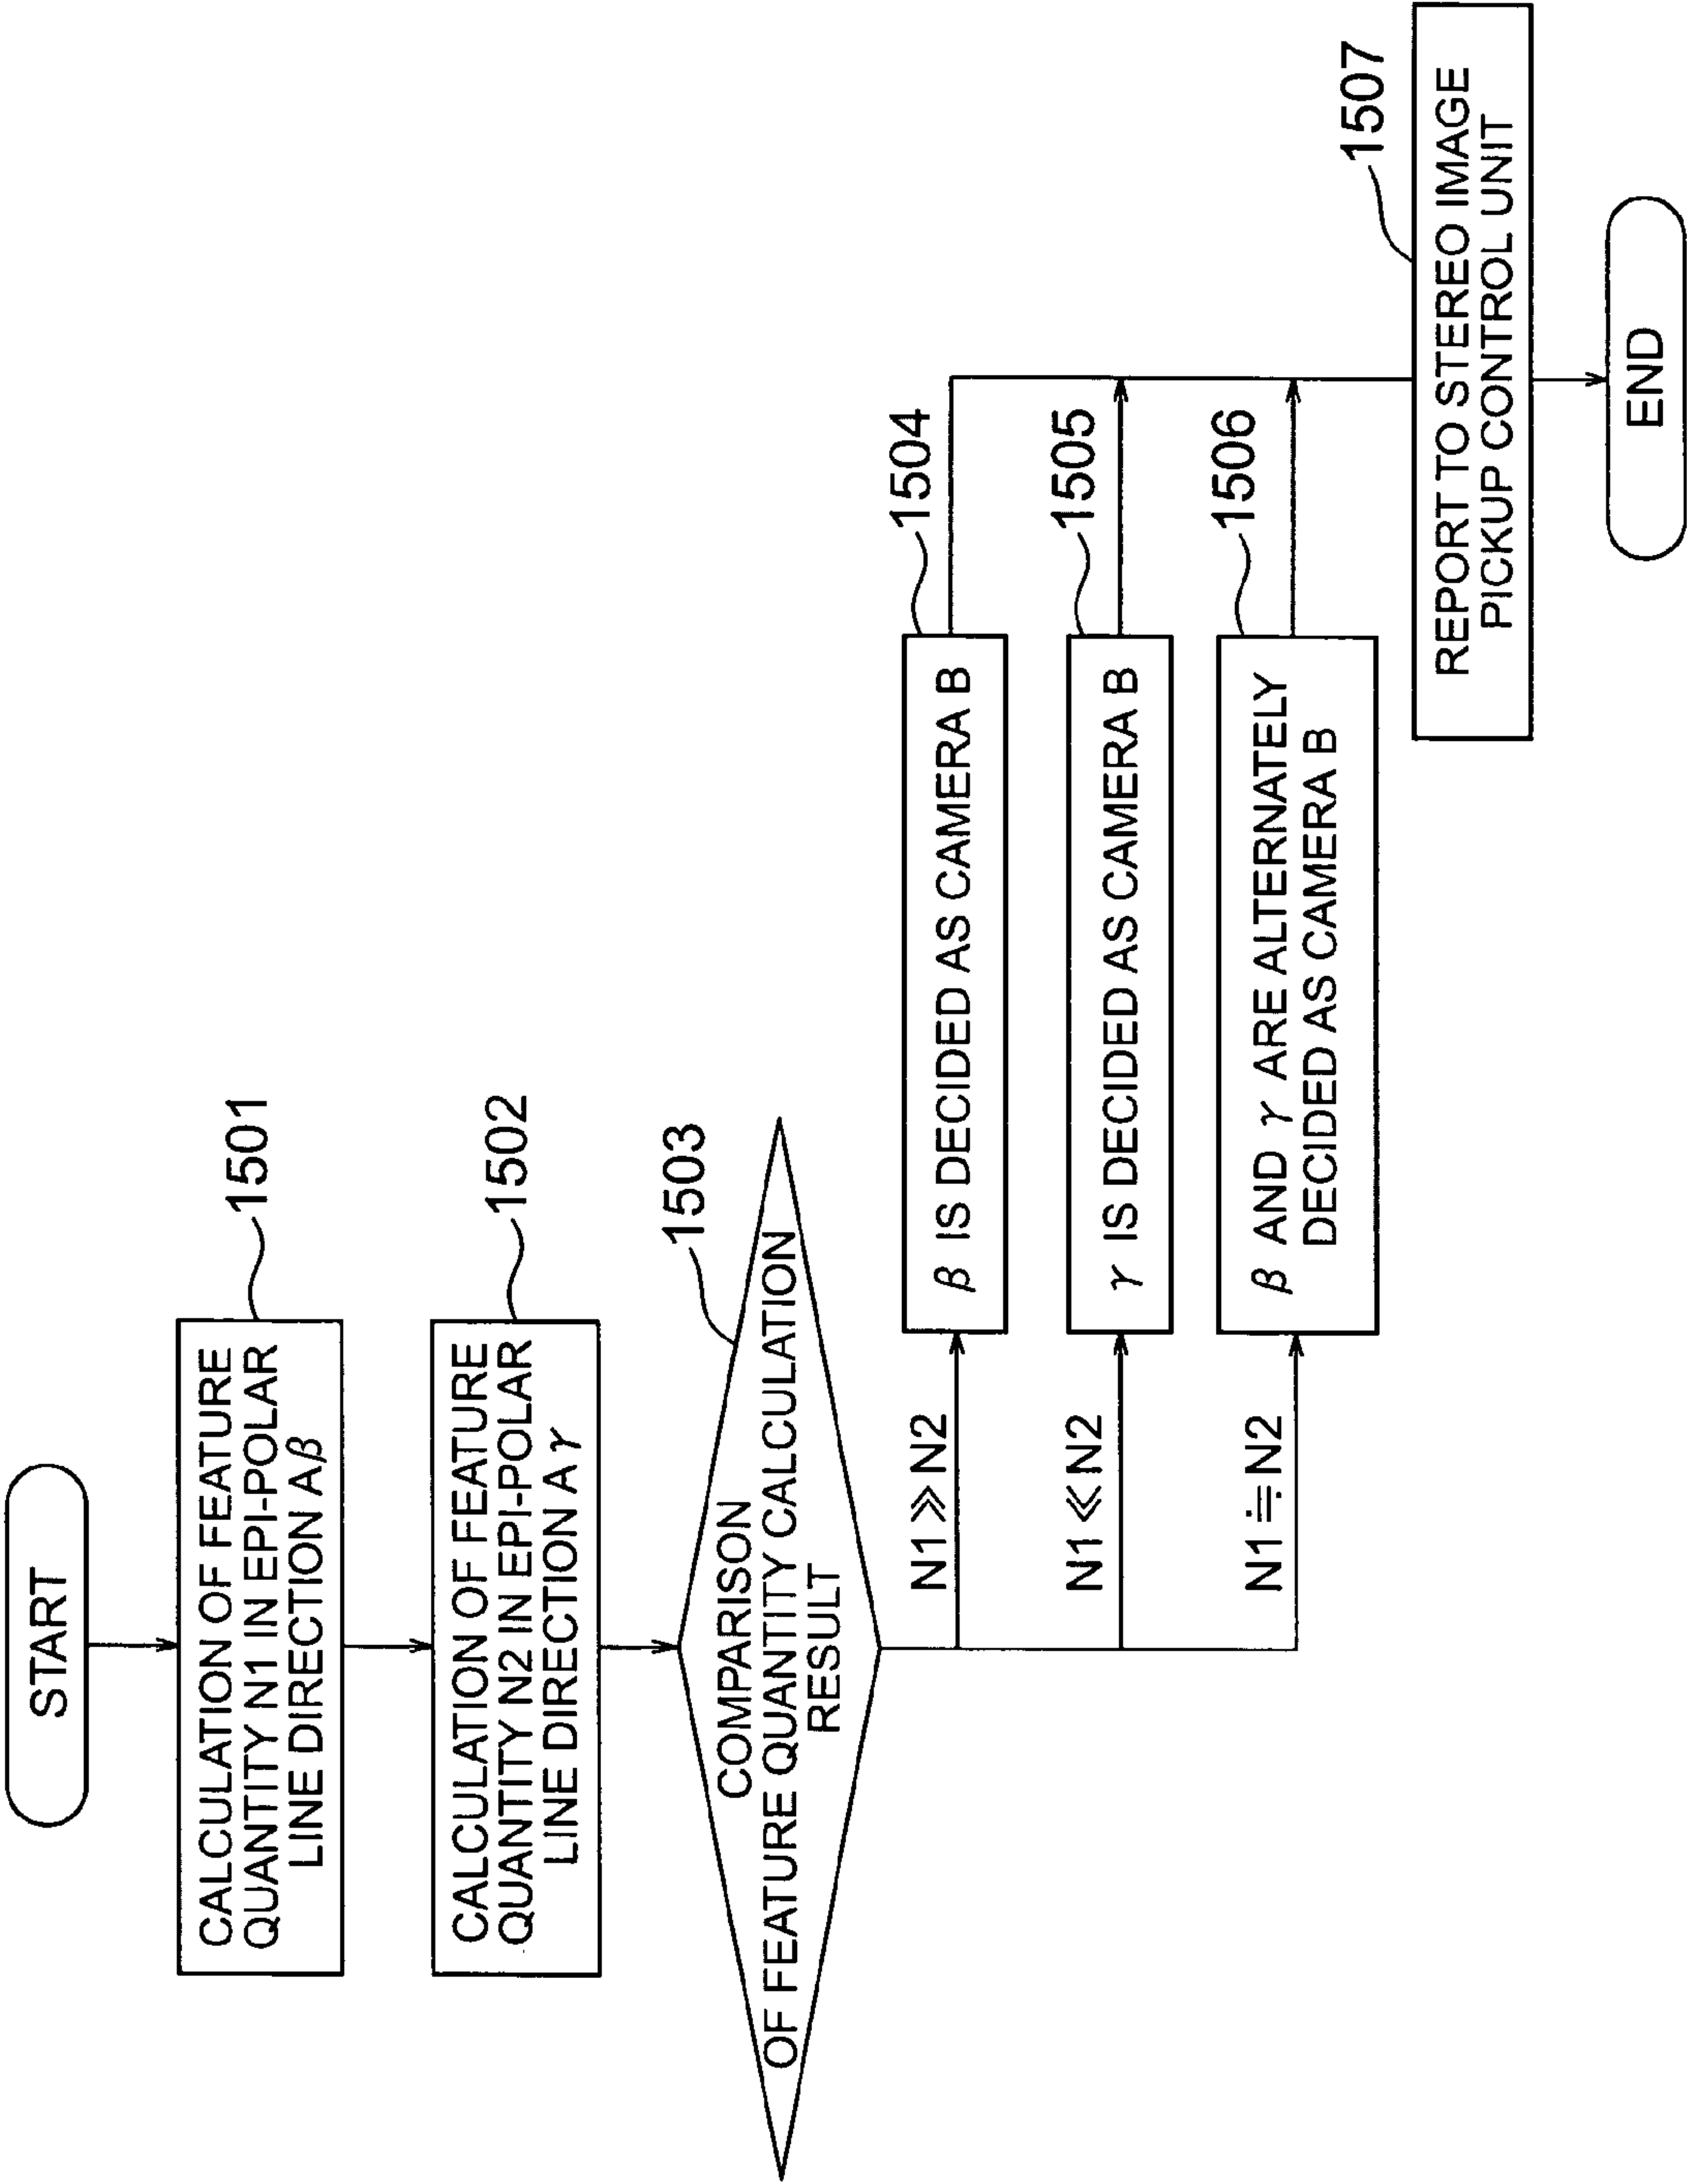 START
1501
CALCULATION OF FEATURE
QUANTITY N1 IN EPI-POLAR
LINE DIRECTION Aβ
1502
CALCULATION OF FEATURE
QUANTITY N2 IN EPI-POLAR
LINE DIRECTION A γ
1503
COMPARISON
OF FEATURE QUANTITY CALCULATION
RESULT
N1≫N2
1504
β IS DECIDED AS CAMERA B
N1≪N2
1505
γ IS DECIDED AS CAMERA B
N1≒N2
1506
β AND γ ARE ALTERNATELY
DECIDED AS CAMERA B
1507
REPORT TO STEREO IMAGE
PICKUP CONTROL UNIT
END